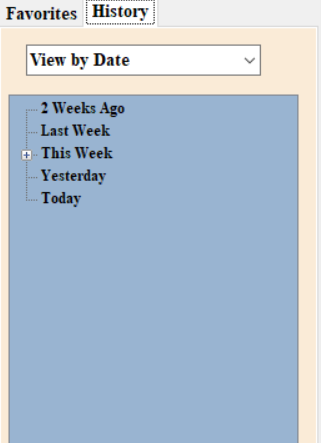 Favorites History
View by Date
2 Weeks Ago
Last Week
This Week
Yesterday
Today